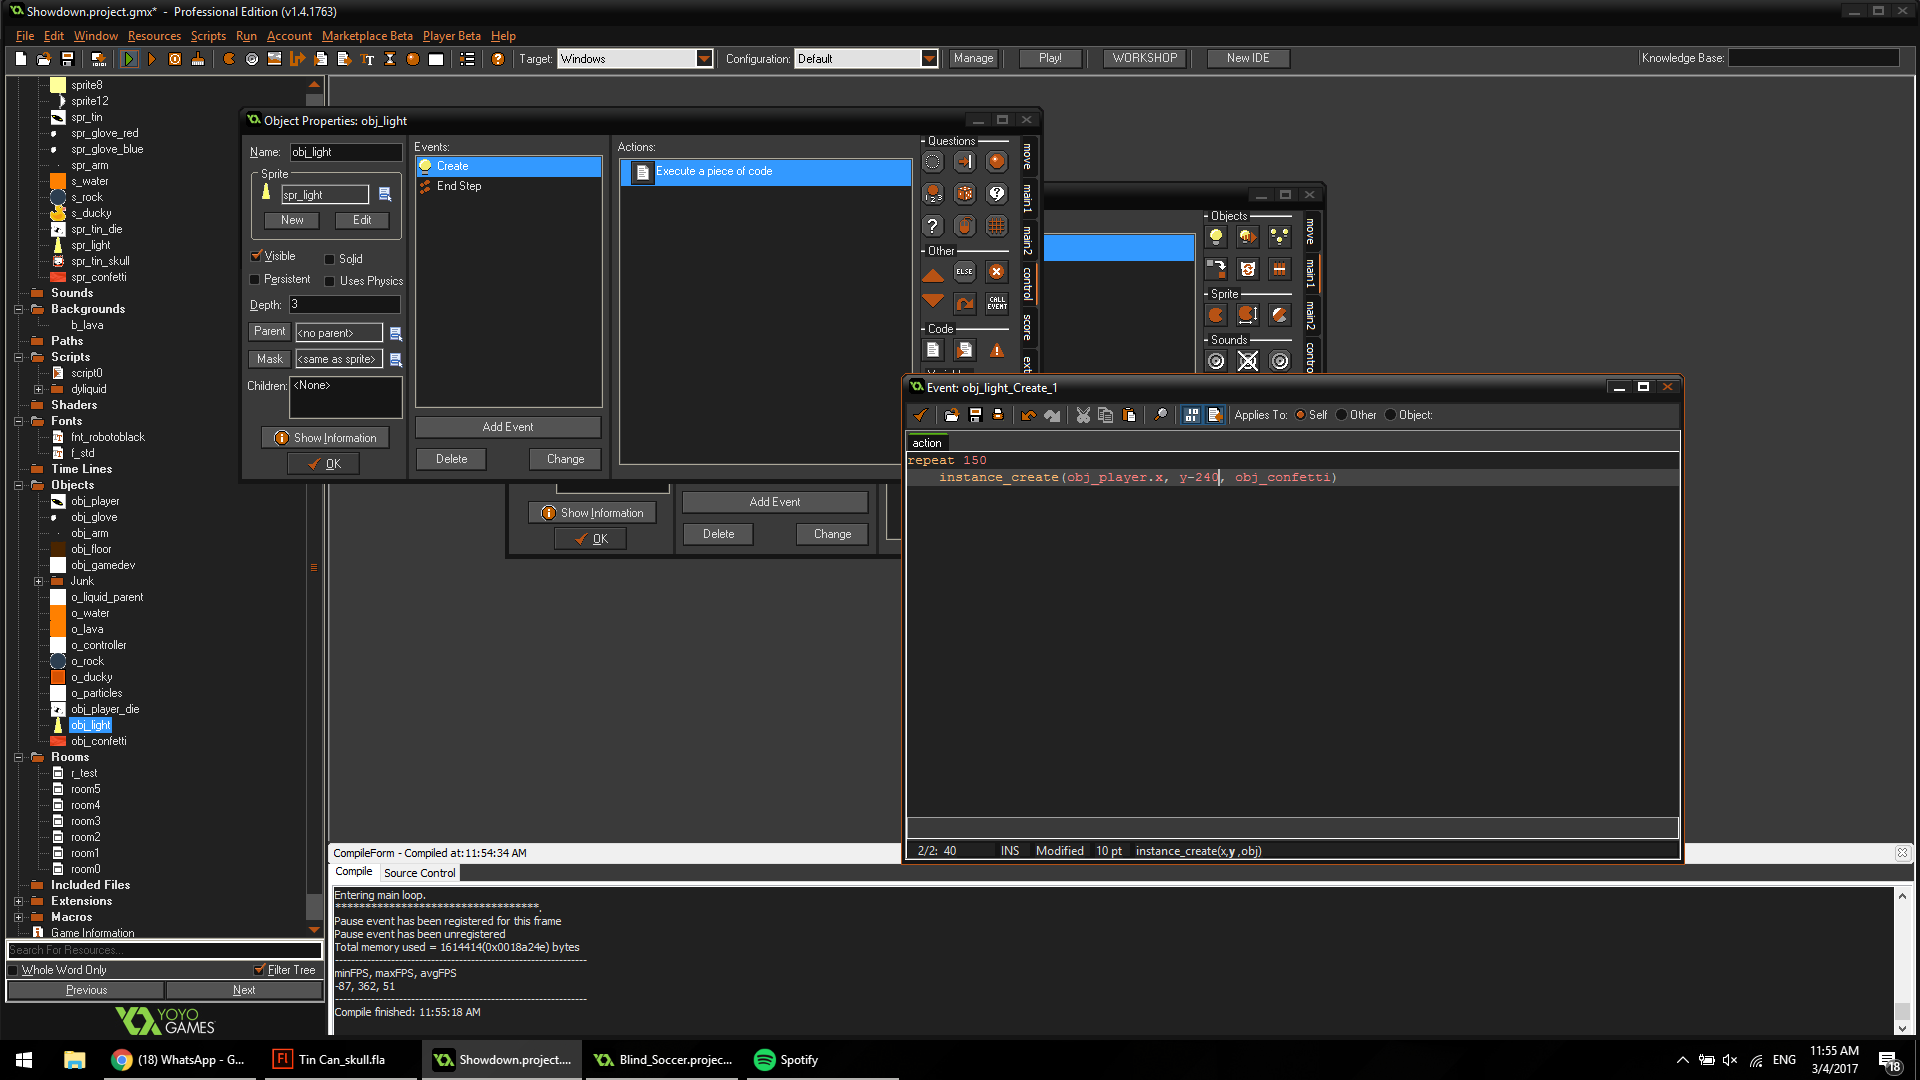 Showdown.project.gmx* - Professional Edition (v1.4.1763)
File Edit Window Resources Scripts Run Account Marketplace Beta Player Beta Help
Target: Windows Configuration: Default Manage Play! WORKSHOP New IDE Knowledge Base:
sprite8
sprite12
spr_tin
spr_glove_red
spr_glove_blue
spr_arm
s_water
s_rock
s_ducky
spr_tin_die
spr_light
spr_tin_skull
spr_confetti
Sounds
Backgrounds
b_lava
Paths
Scripts
script0
dyliquid
Shaders
Fonts
fnt_robotoblack
f_std
Time Lines
Objects
obj_player
obj_glove
obj_arm
obj_floor
obj_gamedev
Junk
o_liquid_parent
o_water
o_lava
o_controller
o_rock
o_ducky
o_particles
obj_player_die
obj_light
obj_confetti
Rooms
r_test
room5
room4
room3
room2
room1
room0
Included Files
Extensions
Macros
Game Information
Search For Resources...
Whole Word Only Filter Tree
Previous Next
YOYO
GAMES
Object Properties: obj_light
Name: obj_light
Sprite
spr_light
New Edit
Visible Solid
Persistent Uses Physics
Depth: 3
Parent <no parent>
Mask <same as sprite>
Children: <None>
Show Information
OK
Events:
Create
End Step
Add Event
Delete Change
Actions:
Execute a piece of code
Questions
Other
ELSE
CALL
EVENT
Code
move
main1
main2
control
score
Show Information
OK
Add Event
Delete Change
Objects
Sprite
Sounds
move
main1
main2
Event: obj_light_Create_1
Applies To: Self Other Object:
action
repeat 150
instance_create(obj_player.x, y-240, obj_confetti)
2/2: 40 INS Modified 10 pt instance_create(x,y ,obj)
CompileForm - Compiled at:11:54:34 AM
Compile Source Control
Entering main loop.
Pause event has been registered for this frame
Pause event has been unregistered
Total memory used = 1614414(0x0018a24e) bytes
minFPS, maxFPS, avgFPS
-87, 362, 51
Compile finished: 11:55:18 AM
(18) WhatsApp - G...
Tin Can_skull.fla
Showdown.project....
Blind_Soccer.projec...
Spotify
ENG
11:55 AM
3/4/2017
18